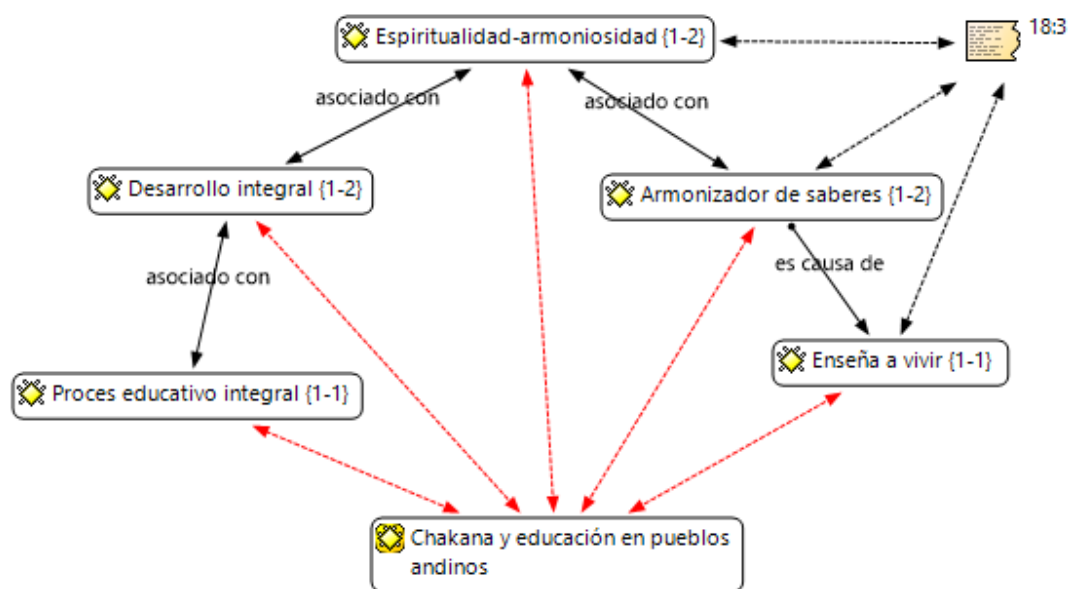 Espiritualidad-armoniosidad {1-2}
18:3
asociado con
asociado con
Desarrollo integral {1-2}
Armonizador de saberes {1-2}
asociado con
es causa de
Enseña a vivir {1-1}
Proces educativo integral {1-1}
Chakana y educación en pueblos
andinos